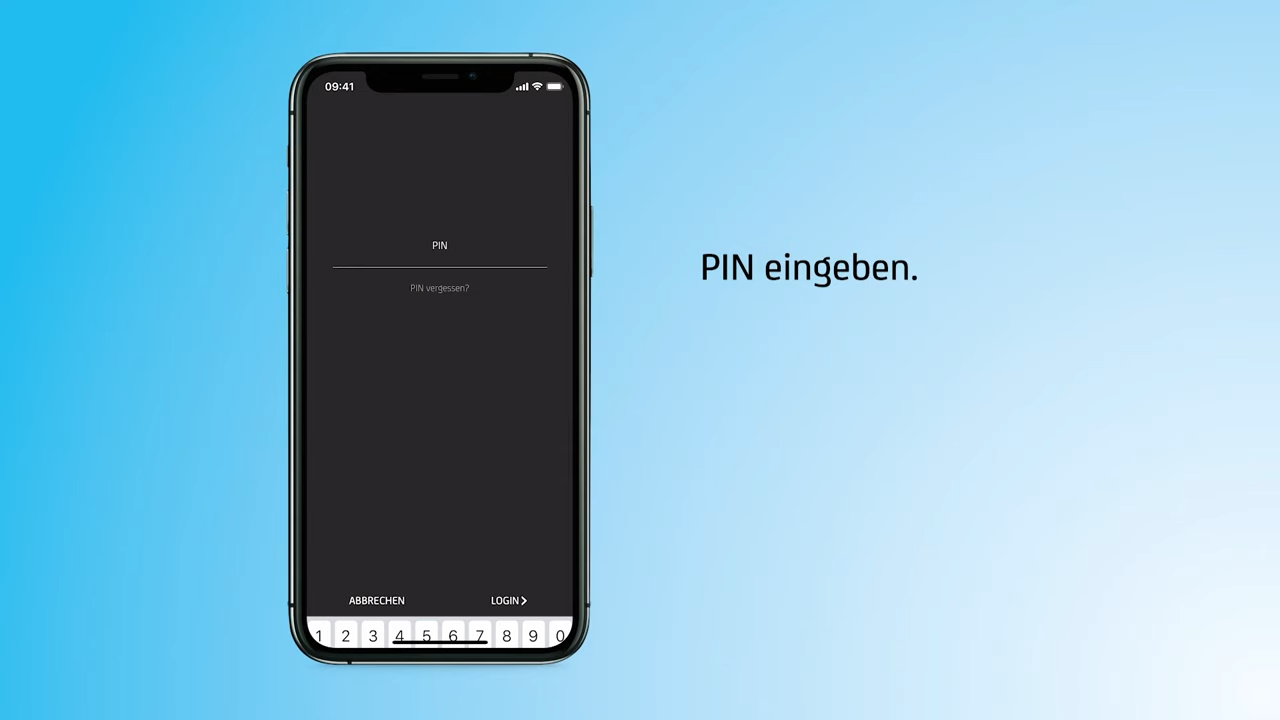 09:41
PIN
PIN vergessen?
ABBRECHEN LOGIN
1 2 3 4 5 6 7 8 9 0
PIN eingeben.